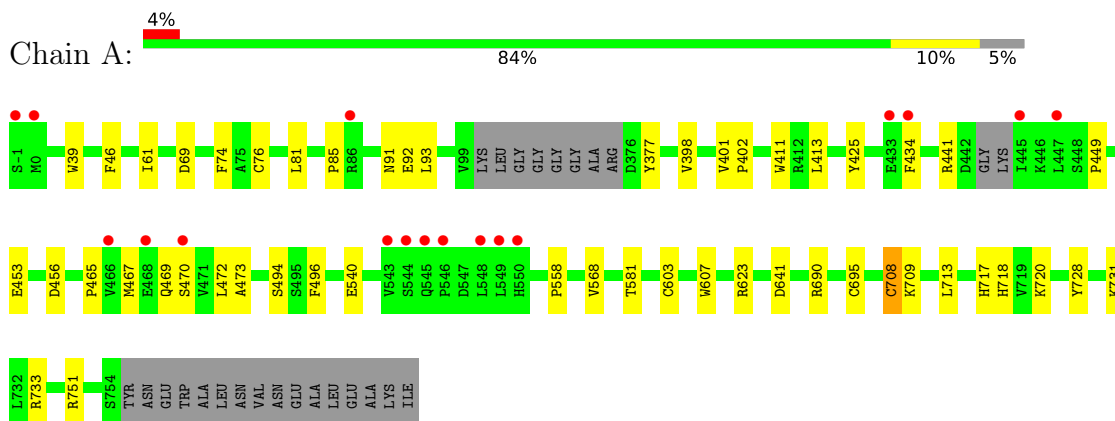 4%
Chain A:
84%
10%
5%
S-1
M0
W39
F46
I61
D69
F74
A75
C76
L81
P85
R86
N91
E92
L93
V99
LYS
LEU
GLY
GLY
GLY
GLY
ALA
ARG
D376
Y377
V398
V401
P402
W411
R412
L413
Y425
E433
F434
R441
D442
GLY
LYS
I445
K446
L447
S448
P449
E453
D456
P465
V466
M467
E468
Q469
S470
V471
L472
A473
S494
S495
F496
E540
V543
S544
Q545
P546
D547
L548
L549
H550
P558
V568
T581
C603
W607
R623
D641
R690
C695
C708
K709
L713
H717
H718
V719
K720
Y728
K731
L732
R733
R751
S754
TYR
ASN
GLU
TRP
ALA
LEU
ASN
VAL
ASN
GLU
ALA
LEU
GLU
ALA
LYS
ILE